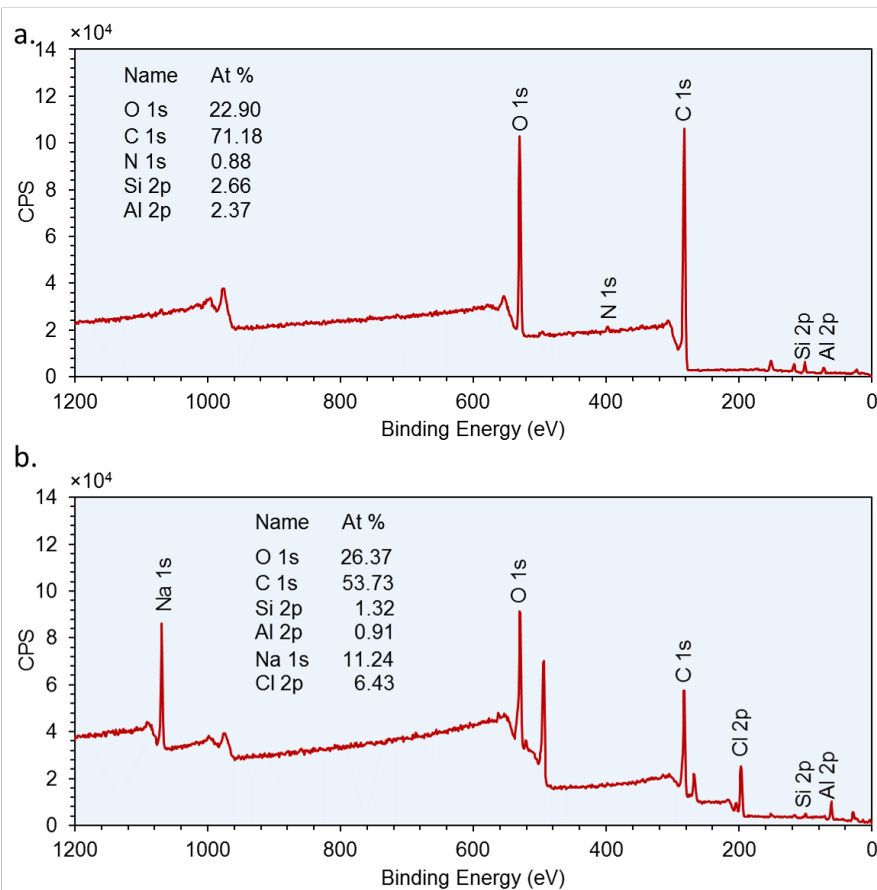 a.
×10⁴
14
12
10
8
6
4
2
0
CPS
Name At %
O 1s 22.90
C 1s 71.18
N 1s 0.88
Si 2p 2.66
Al 2p 2.37
O 1s
N 1s
C 1s
Si 2p
Al 2p
1200 1000 800 600 400 200 0
Binding Energy (eV)
b.
×10⁴
14
12
10
8
6
4
2
0
CPS
Name At %
O 1s 26.37
C 1s 53.73
Si 2p 1.32
Al 2p 0.91
Na 1s 11.24
Cl 2p 6.43
Na 1s
O 1s
C 1s
Cl 2p
Si 2p
Al 2p
1200 1000 800 600 400 200 0
Binding Energy (eV)